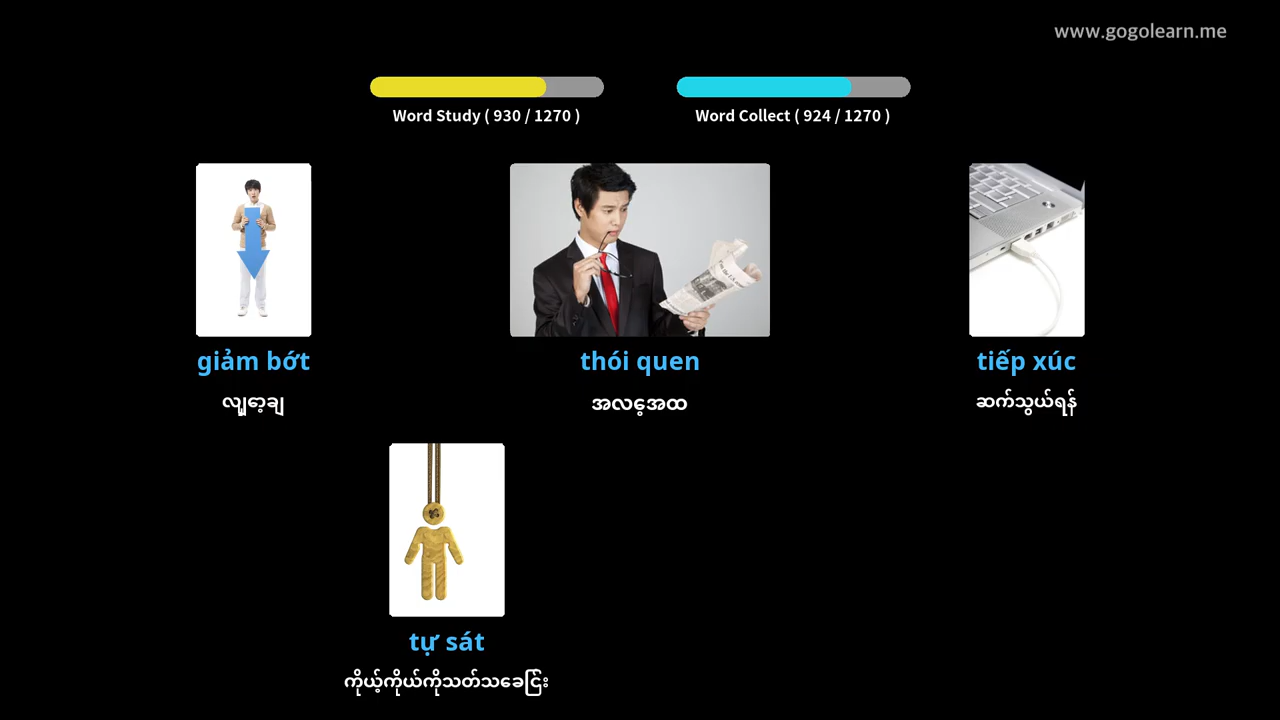 www.gogolearn.me
Word Study ( 930 / 1270 )
Word Collect ( 924 / 1270 )
giảm bớt
thói quen
tiếp xúc
လျှော့ချ
အလေ့အထ
ဆက်သွယ်ရန်
tự sát
ကိုယ့်ကိုယ်ကိုသတ်သေခြင်း